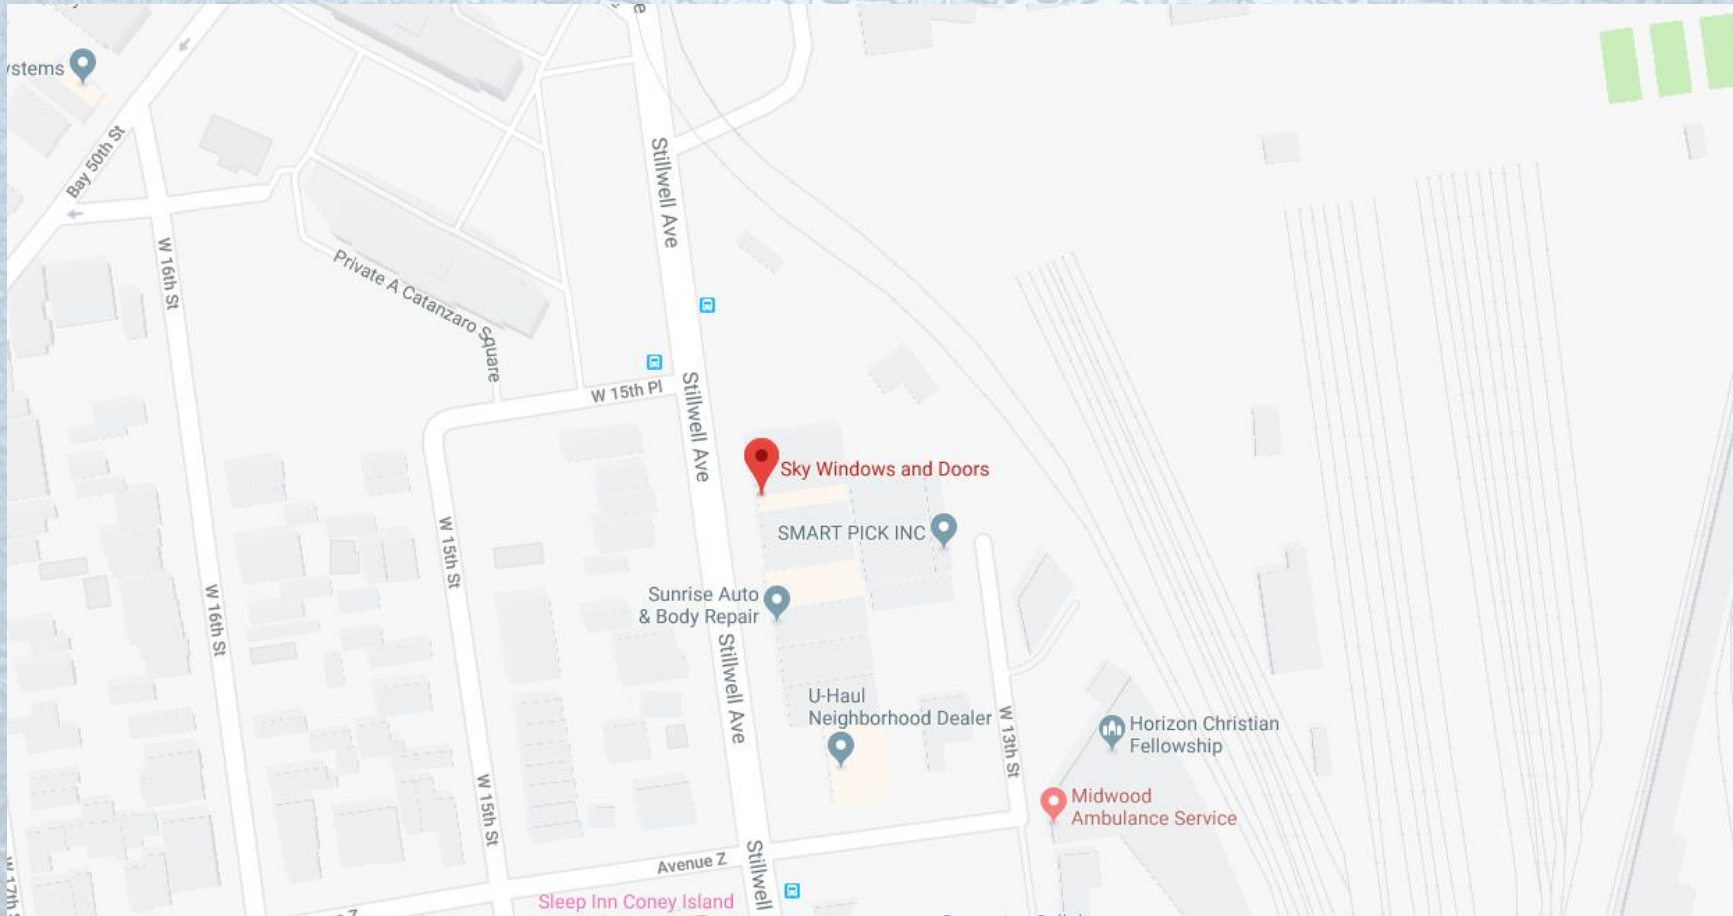 ystems
Bay 50th St
W 16th St
Private A Catanzaro Square
Stillwell Ave
W 15th Pl
Stillwell Ave
Sky Windows and Doors
SMART PICK INC
W 15th St
Sunrise Auto
& Body Repair
W 16th St
Stillwell Ave
U-Haul
Neighborhood Dealer
W 13th St
Horizon Christian
Fellowship
Midwood
Ambulance Service
W 15th St
Avenue Z
Stillwell
W 17th
Sleep Inn Coney Island